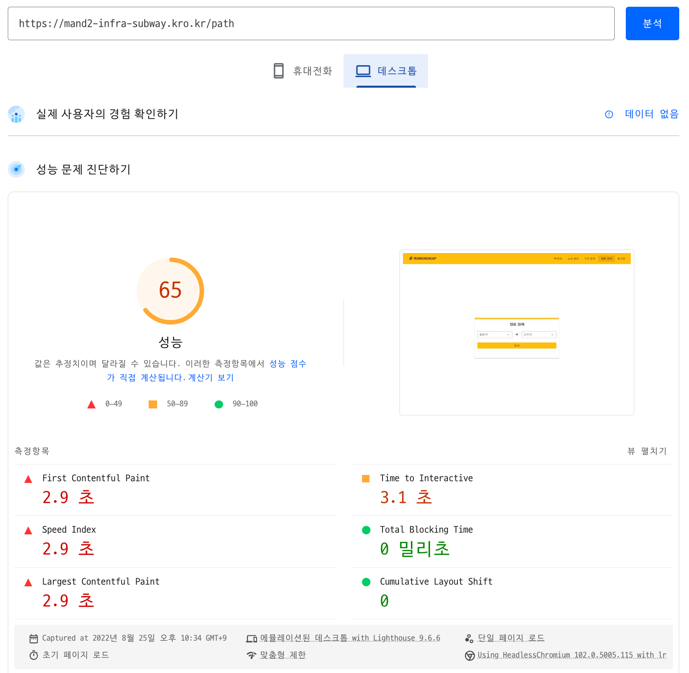 https://mand2-infra-subway.kro.kr/path
분석
휴대전화
데스크톱
실제 사용자의 경험 확인하기
데이터 없음
성능 문제 진단하기
65
성능
값은 추정치이며 달라질 수 있습니다. 이러한 측정항목에서 성능 점수
가 직접 계산됩니다. 계산기 보기
0–49
50–89
90–100
측정항목
뷰 펼치기
First Contentful Paint
2.9 초
Time to Interactive
3.1 초
Speed Index
2.9 초
Total Blocking Time
0 밀리초
Largest Contentful Paint
2.9 초
Cumulative Layout Shift
0
Captured at 2022년 8월 25일 오후 10:34 GMT+9
에뮬레이션된 데스크톱 with Lighthouse 9.6.6
단일 페이지 로드
초기 페이지 로드
맞춤형 제한
Using HeadlessChromium 102.0.5005.115 with lr